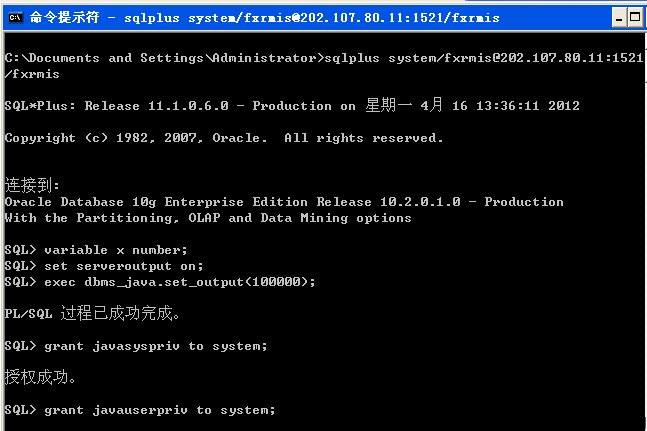 命令提示符 - sqlplus system/fxrmis@202.107.80.11:1521/fxrmis
C:\Documents and Settings\Administrator>sqlplus system/fxrmis@202.107.80.11:1521
/fxrmis
SQL*Plus: Release 11.1.0.6.0 - Production on 星期一 4月 16 13:36:11 2012
Copyright (c) 1982, 2007, Oracle.  All rights reserved.
连接到:
Oracle Database 10g Enterprise Edition Release 10.2.0.1.0 - Production
With the Partitioning, OLAP and Data Mining options
SQL> variable x number;
SQL> set serveroutput on;
SQL> exec dbms_java.set_output(100000);
PL/SQL 过程已成功完成。
SQL> grant javasyspriv to system;
授权成功。
SQL> grant javauserpriv to system;